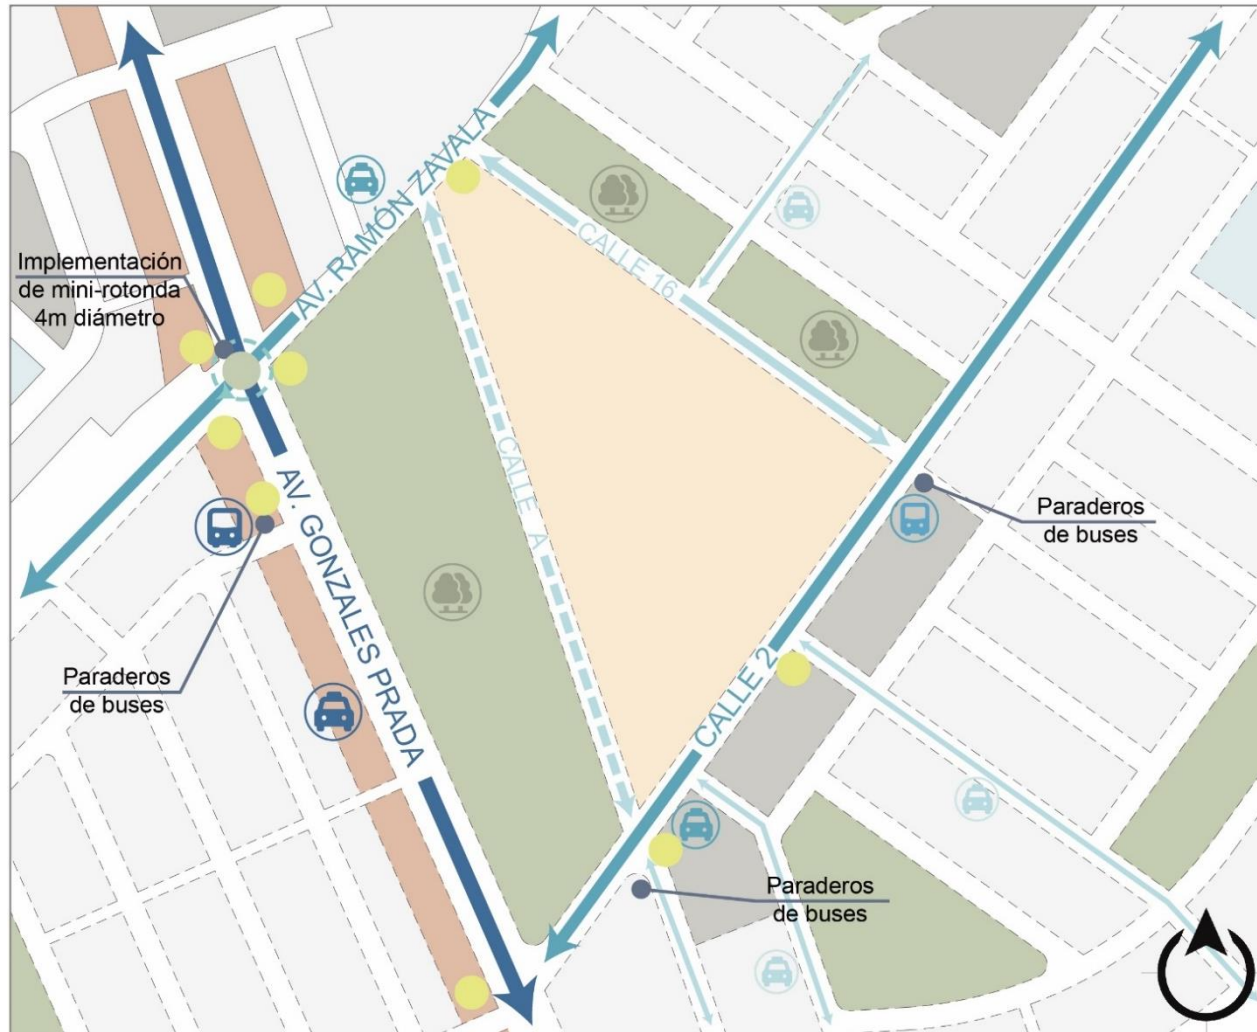 AV. RAMÓN ZAVALA
Implementación
de mini-rotonda
4m diámetro
CALLE 16
CALLE A
AV. GONZALES PRADA
Paraderos
de buses
Paraderos
de buses
CALLE 2
Paraderos
de buses